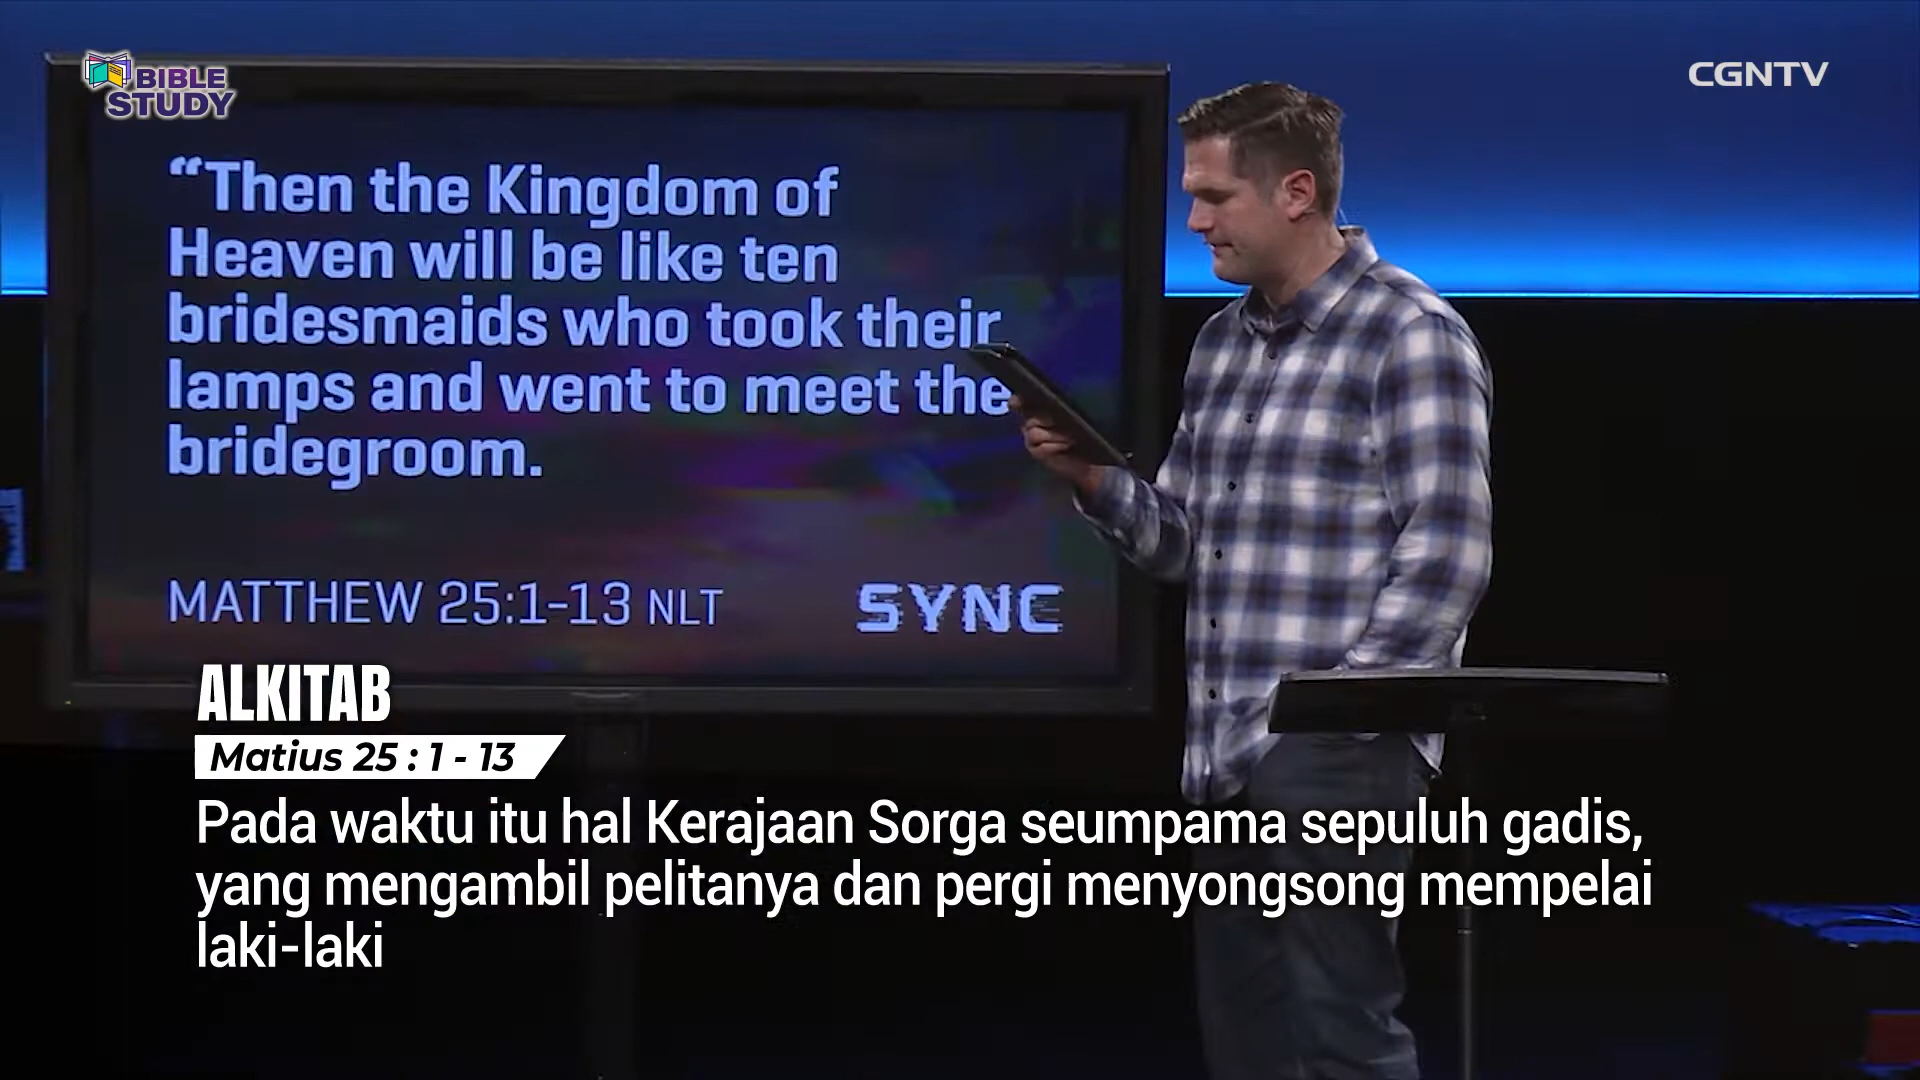 BIBLE
STUDY
CGNTV
“Then the Kingdom of
Heaven will be like ten
bridesmaids who took their
lamps and went to meet the
bridegroom.
MATTHEW 25:1-13 NLT
SYNC
ALKITAB
Matius 25 : 1 - 13
Pada waktu itu hal Kerajaan Sorga seumpama sepuluh gadis,
yang mengambil pelitanya dan pergi menyongsong mempelai
laki-laki